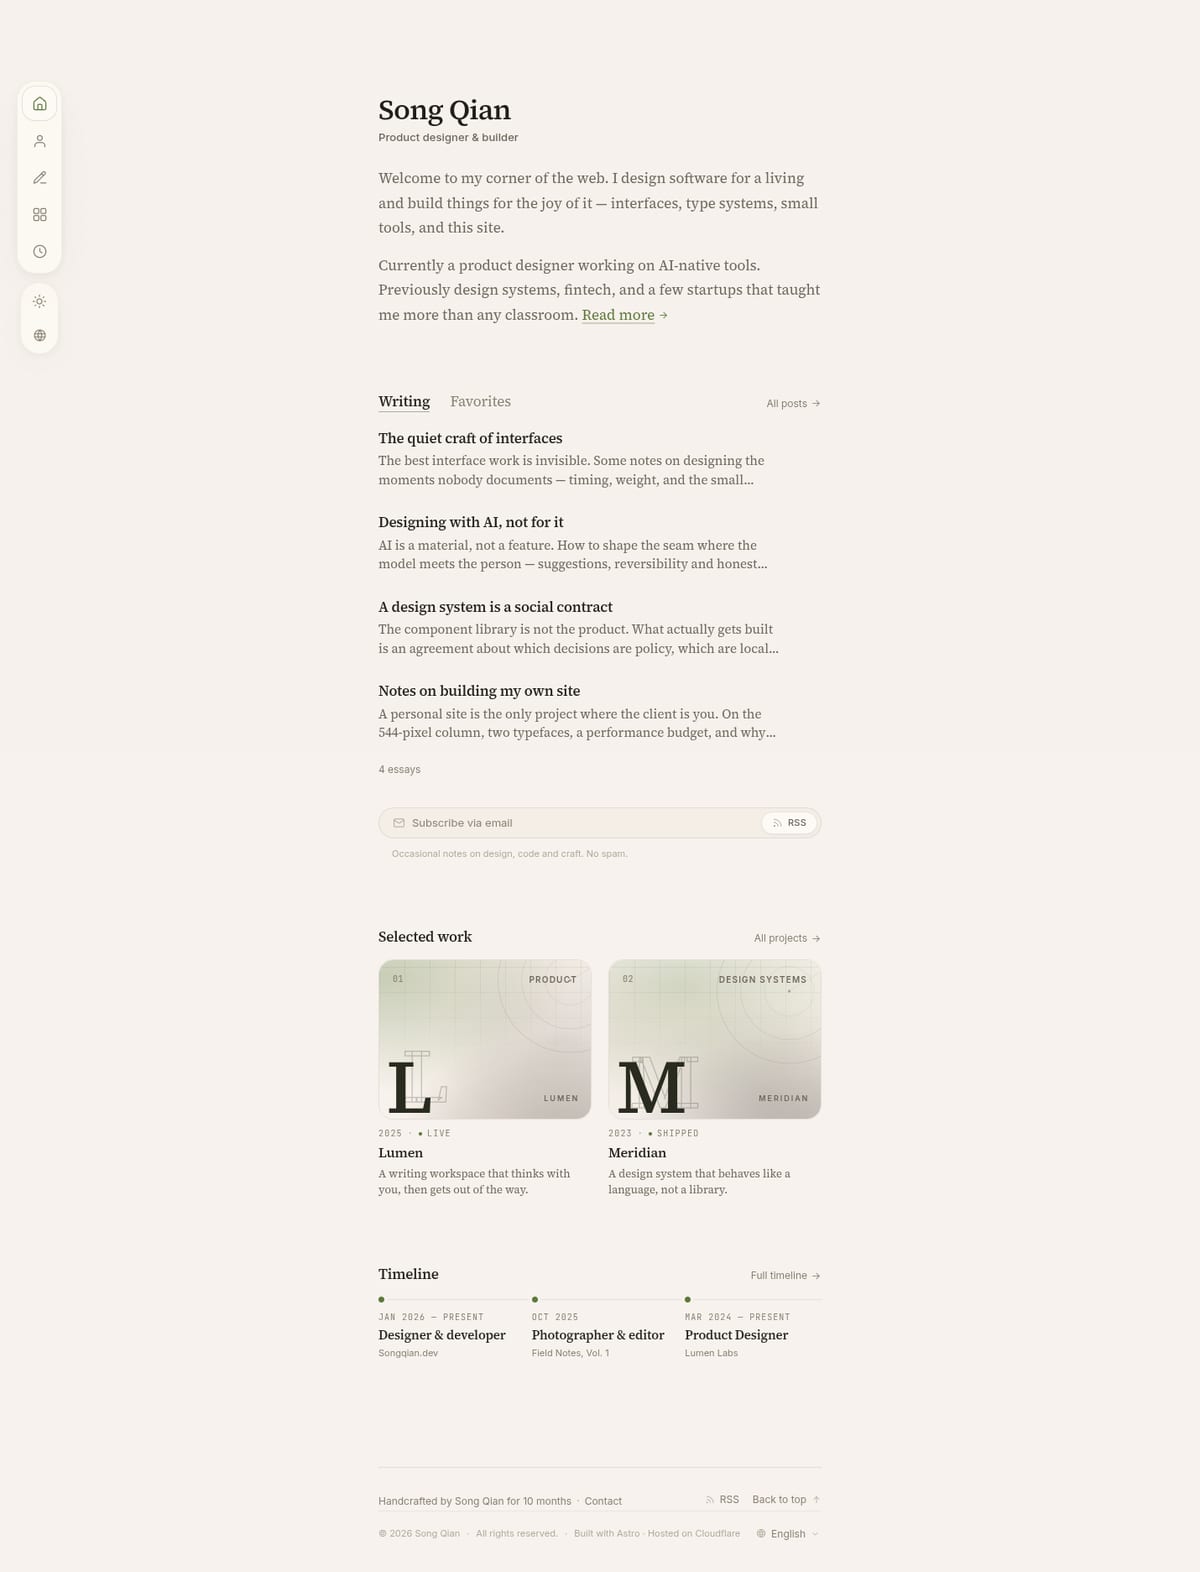 Song Qian
Product designer & builder
Welcome to my corner of the web. I design software for a living
and build things for the joy of it — interfaces, type systems, small
tools, and this site.
Currently a product designer working on AI-native tools.
Previously design systems, fintech, and a few startups that taught
me more than any classroom. Read more →
Writing Favorites All posts →
The quiet craft of interfaces
The best interface work is invisible. Some notes on designing the
moments nobody documents — timing, weight, and the small…
Designing with AI, not for it
AI is a material, not a feature. How to shape the seam where the
model meets the person — suggestions, reversibility and honest…
A design system is a social contract
The component library is not the product. What actually gets built
is an agreement about which decisions are policy, which are local…
Notes on building my own site
A personal site is the only project where the client is you. On the
544-pixel column, two typefaces, a performance budget, and why…
4 essays
Subscribe via email RSS
Occasional notes on design, code and craft. No spam.
Selected work All projects →
01 PRODUCT
L
LUMEN
02 DESIGN SYSTEMS
M
MERIDIAN
2025 · • LIVE
Lumen
A writing workspace that thinks with
you, then gets out of the way.
2023 · • SHIPPED
Meridian
A design system that behaves like a
language, not a library.
Timeline Full timeline →
JAN 2026 — PRESENT
Designer & developer
Songqian.dev
OCT 2025
Photographer & editor
Field Notes, Vol. 1
MAR 2024 — PRESENT
Product Designer
Lumen Labs
Handcrafted by Song Qian for 10 months · Contact RSS Back to top ↑
© 2026 Song Qian · All rights reserved. · Built with Astro · Hosted on Cloudflare English